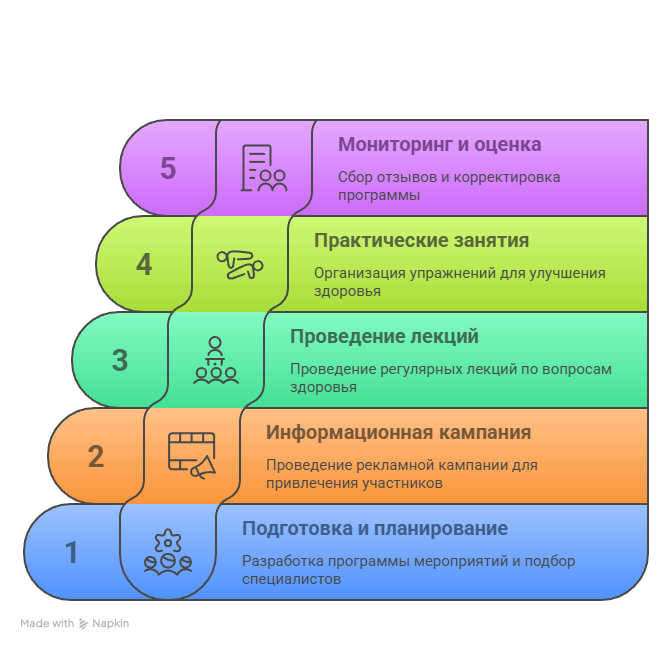 5
Мониторинг и оценка
Сбор отзывов и корректировка
программы
4
Практические занятия
Организация упражнений для улучшения
здоровья
3
Проведение лекций
Проведение регулярных лекций по вопросам
здоровья
2
Информационная кампания
Проведение рекламной кампании для
привлечения участников
1
Подготовка и планирование
Разработка программы мероприятий и подбор
специалистов
Made with Napkin